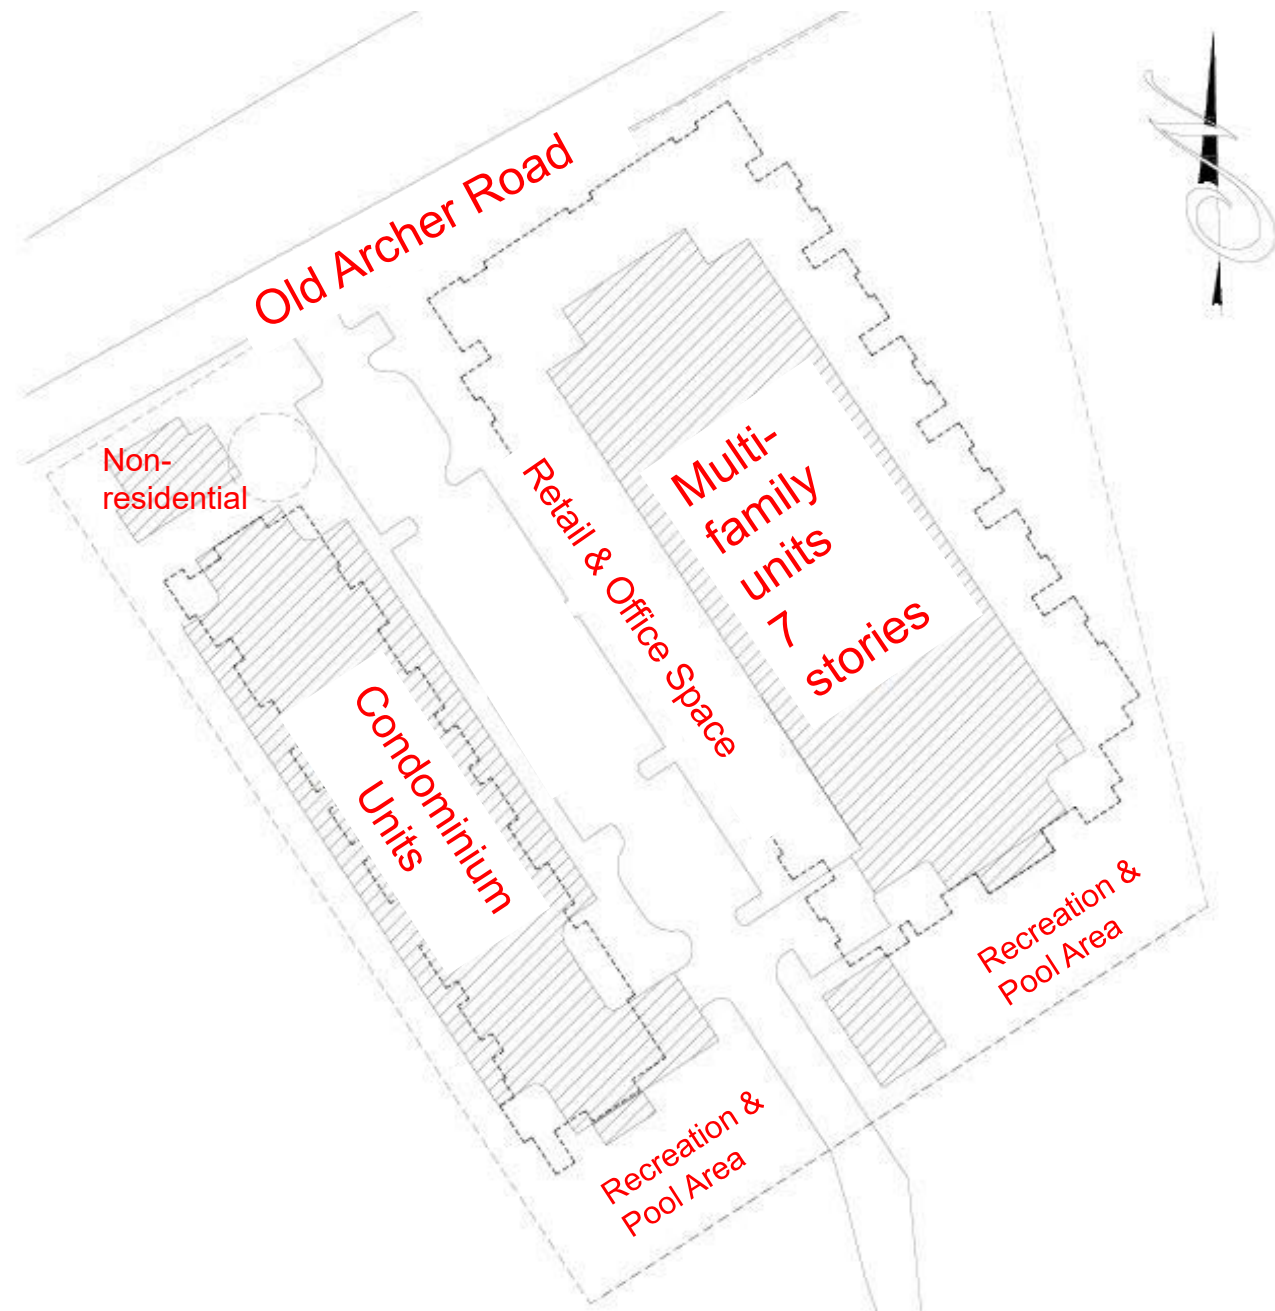 Old Archer Road
Non-
residential
Retail & Office Space
Multi-
family
units
7
stories
Condominium
Units
Recreation &
Pool Area
Recreation &
Pool Area